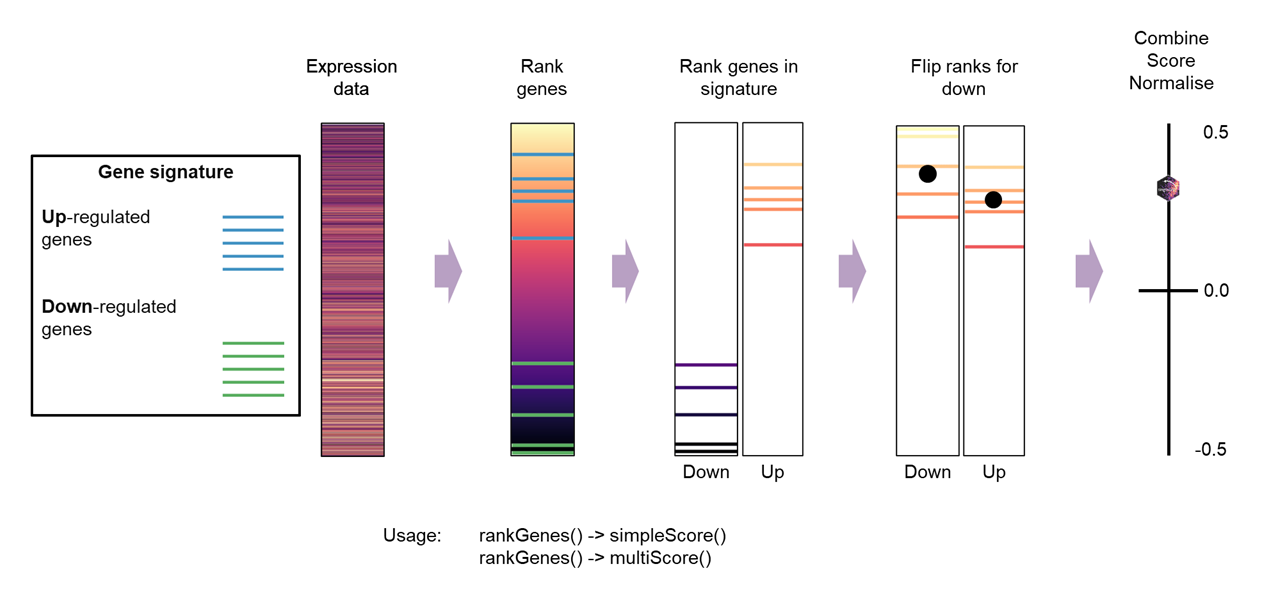 Combine
Score
Normalise
Expression
data
Rank
genes
Rank genes in
signature
Flip ranks for
down
0.5
Gene signature
Up-regulated
genes
Down-regulated
genes
0.0
-0.5
Down
Up
Down
Up
Usage:
rankGenes() -> simpleScore()
rankGenes() -> multiScore()